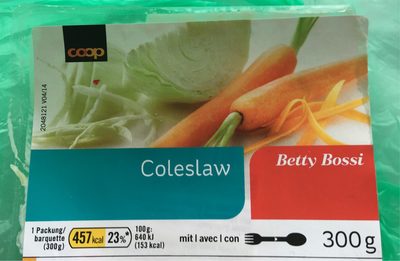 coop
2048121 V04/14
Coleslaw
Betty Bossi
1 Packung/
barquette
(300g)
457 kcal 23%*
100g:
640 kJ
(153 kcal)
mit I avec I con
300 g